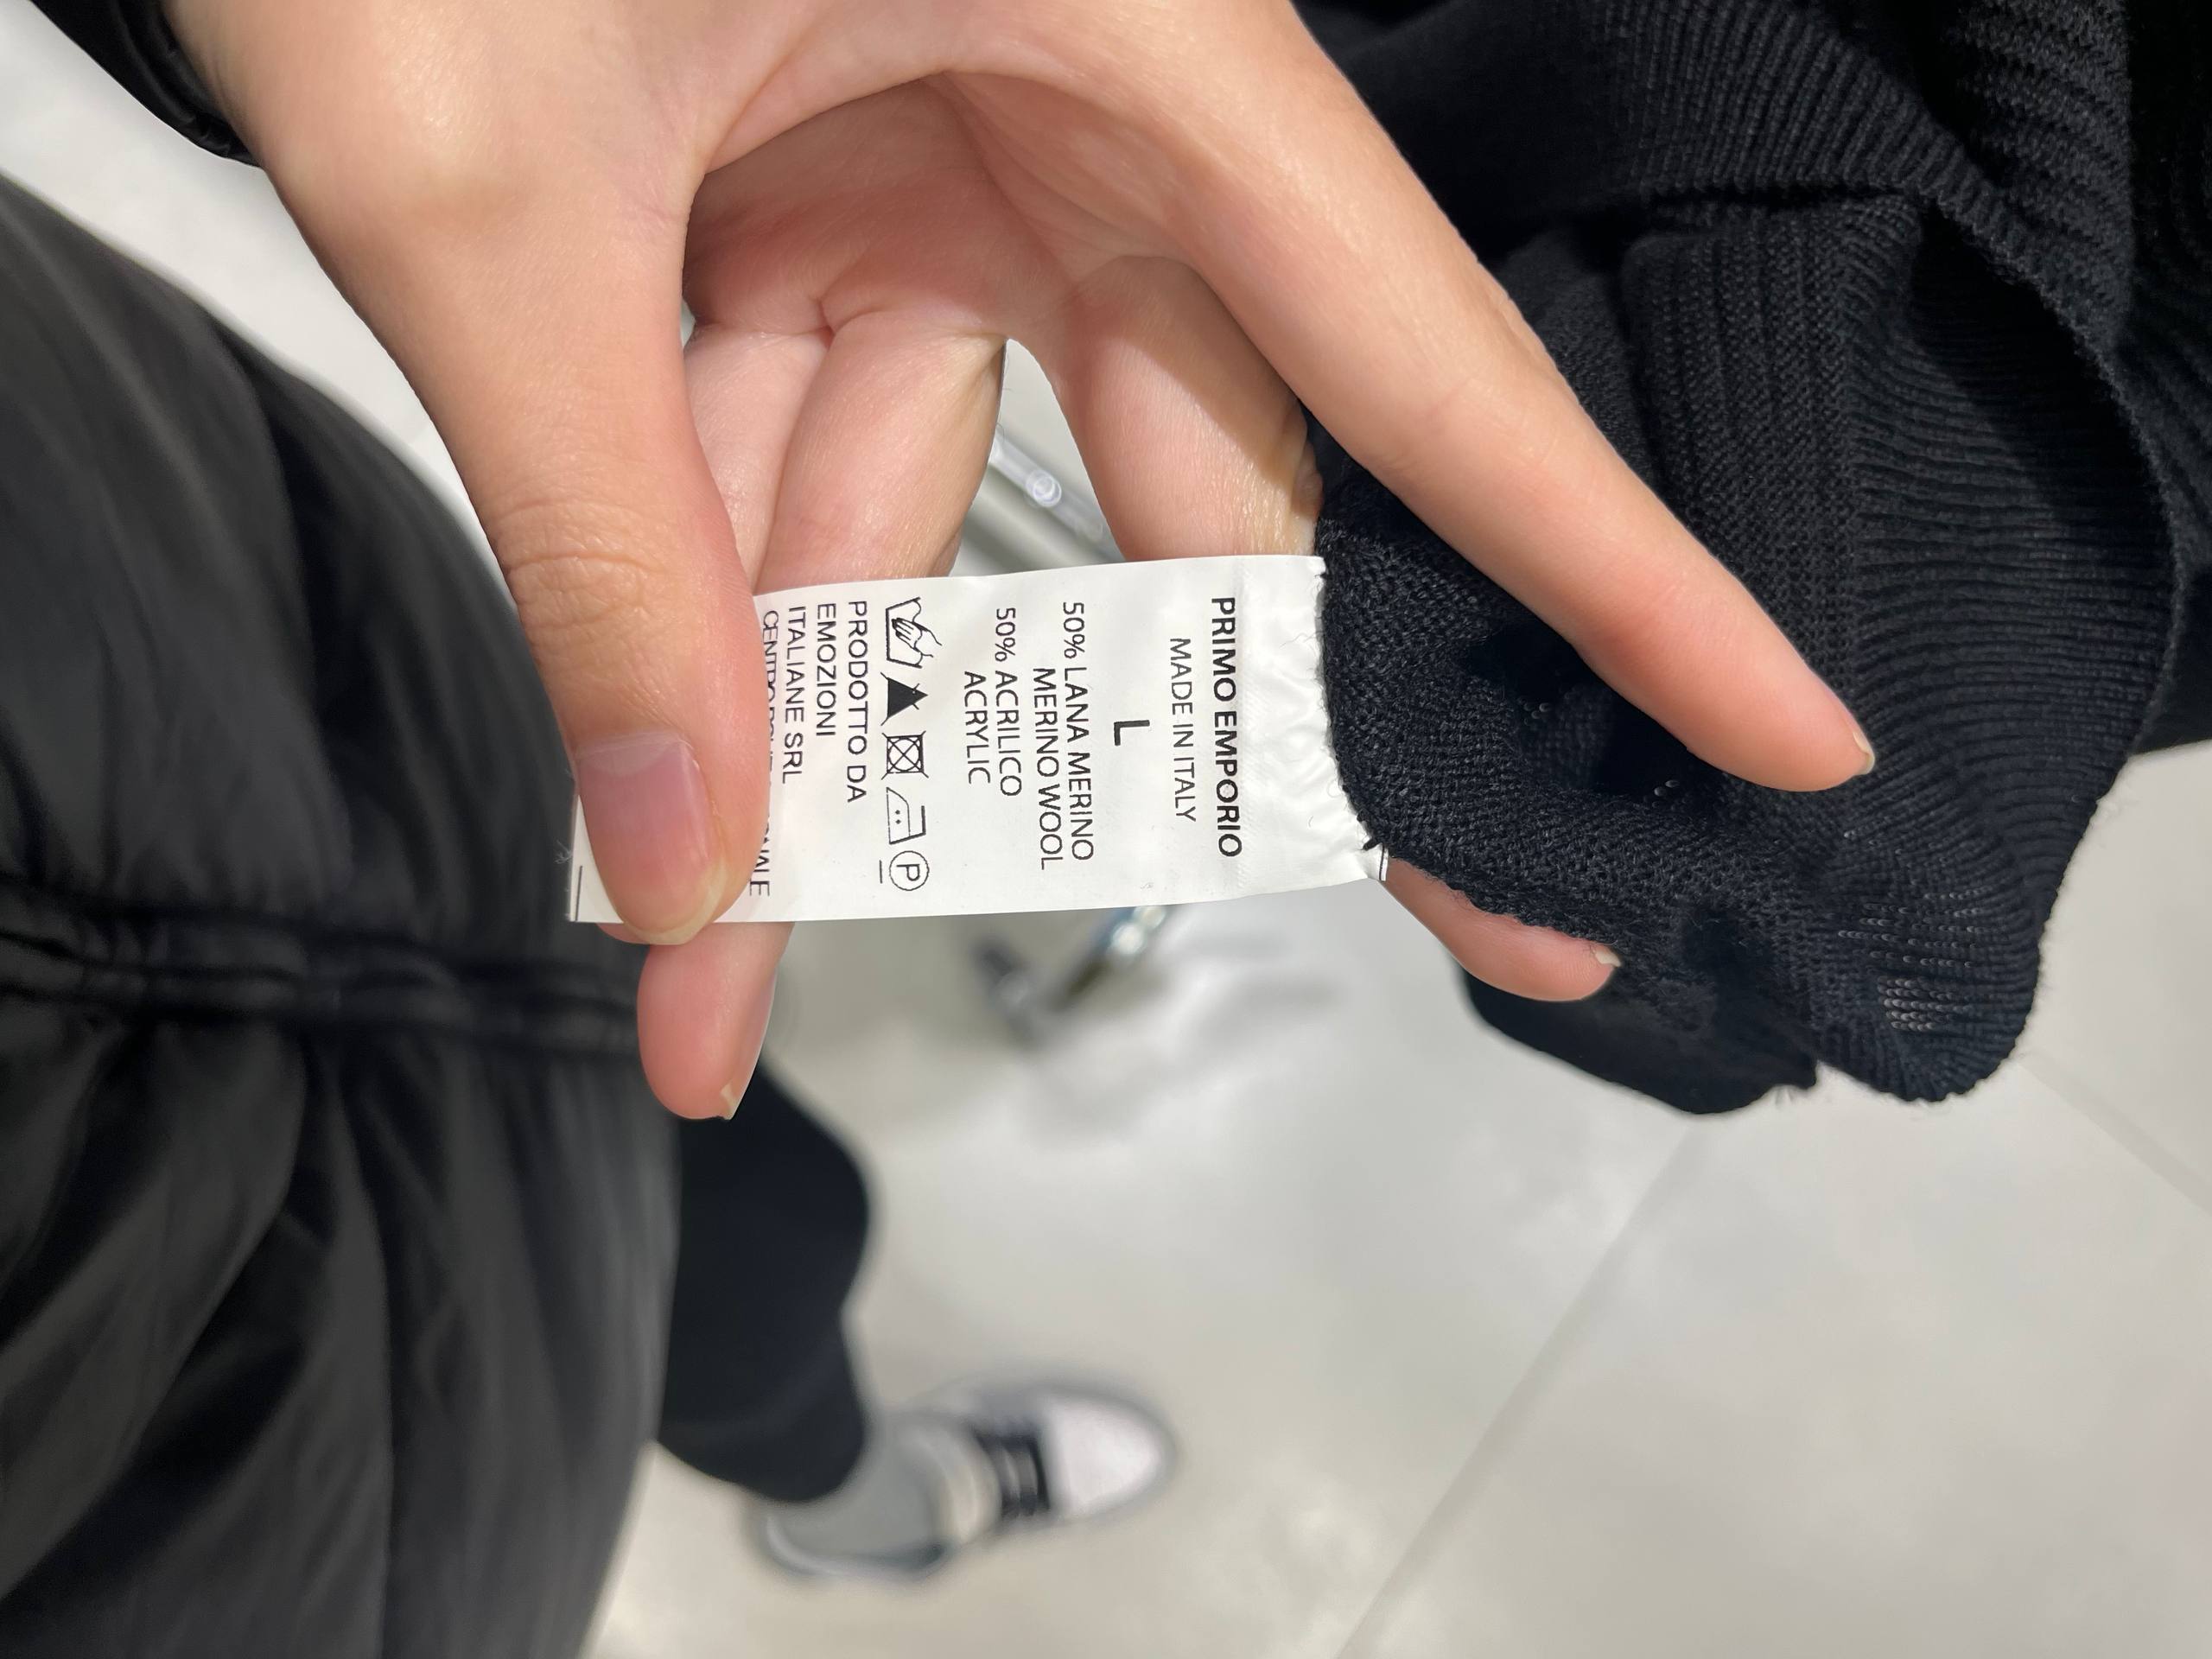 PRIMO EMPORIO
MADE IN ITALY
L
50% LANA MERINO
MERINO WOOL
50% ACRILICO
ACRYLIC
P
PRODOTTO DA
EMOZIONI
ITALIANE SRL